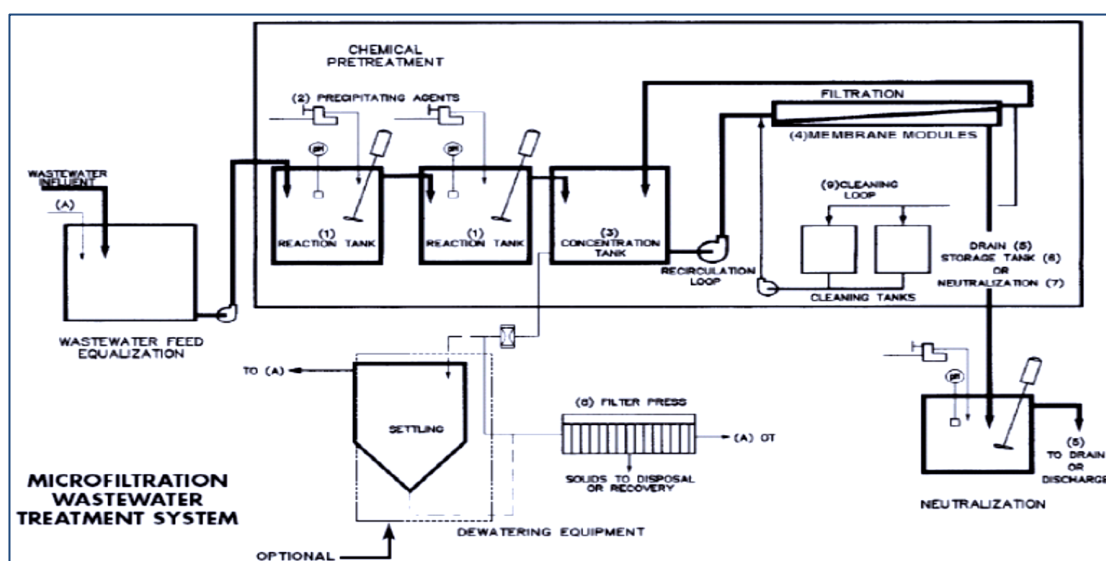 CHEMICAL
PRETREATMENT
(2) PRECIPITATING AGENTS
pH
pH
FILTRATION
(4)MEMBRANE MODULES
WASTEWATER
INFLUENT
(A)
(1)
REACTION TANK
(1)
REACTION TANK
(3)
CONCENTRATION
TANK
RECIRCULATION
LOOP
(9)CLEANING
LOOP
CLEANING TANKS
DRAIN (5)
STORAGE TANK (6)
OR
NEUTRALIZATION (7)
WASTEWATER FEED
EQUALIZATION
TO (A)
SETTLING
(8) FILTER PRESS
(A) OT
SOLIDS TO DISPOSAL
OR RECOVERY
pH
(5)
TO DRAIN
OR
DISCHARGE
NEUTRALIZATION
MICROFILTRATION
WASTEWATER
TREATMENT SYSTEM
DEWATERING EQUIPMENT
OPTIONAL